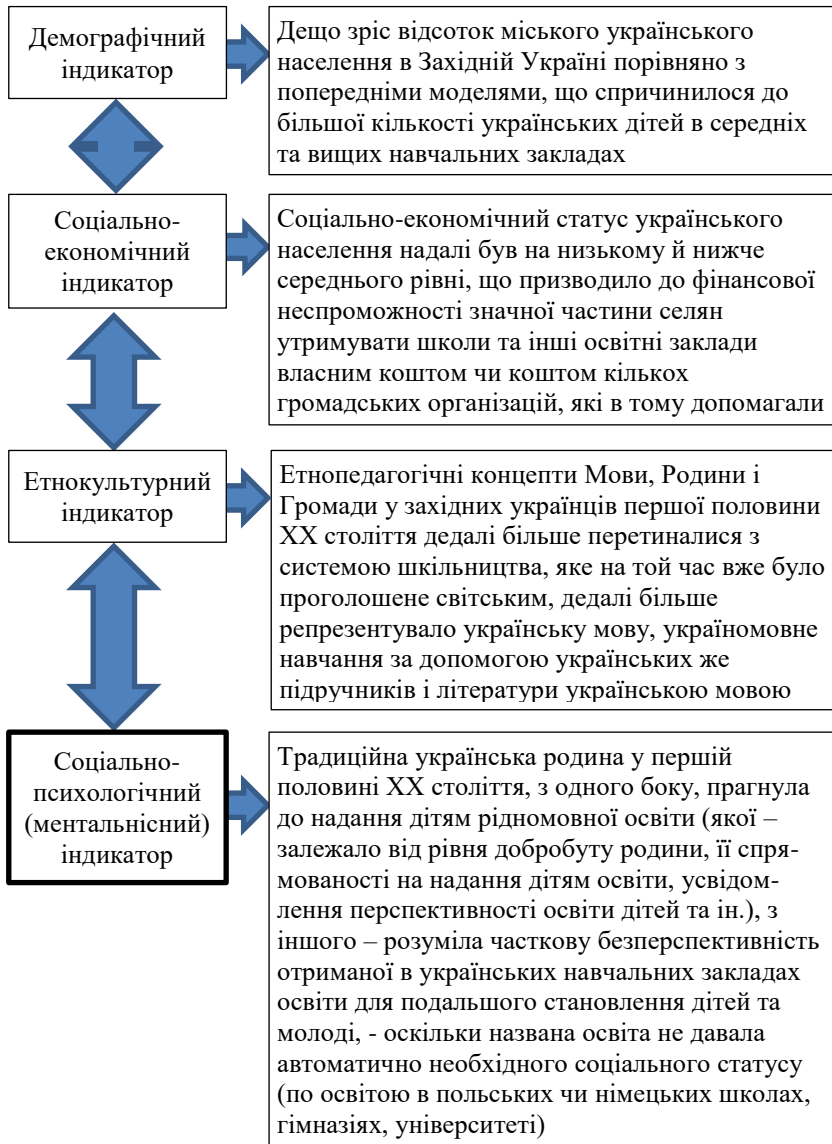 Демографічний
індикатор
Дещо зріс відсоток міського українського
населення в Західній Україні порівняно з
попередніми моделями, що спричинилося до
більшої кількості українських дітей в середніх
та вищих навчальних закладах
Соціально-
економічний
індикатор
Соціально-економічний статус українського
населення надалі був на низькому й нижче
середнього рівні, що призводило до фінансової
неспроможності значної частини селян
утримувати школи та інші освітні заклади
власним коштом чи коштом кількох
громадських організацій, які в тому допомагали
Етнокультурний
індикатор
Етнопедагогічні концепти Мови, Родини і
Громади у західних українців першої половини
ХХ століття дедалі більше перетиналися з
системою шкільництва, яке на той час вже було
проголошене світським, дедалі більше
репрезентувало українську мову, україномовне
навчання за допомогою українських же
підручників і літератури українською мовою
Соціально-
психологічний
(ментальнісний)
індикатор
Традиційна українська родина у першій
половині ХХ століття, з одного боку, прагнула
до надання дітям рідномовної освіти (якої –
залежало від рівня добробуту родини, її спря-
мованості на надання дітям освіти, усвідом-
лення перспективності освіти дітей та ін.), з
іншого – розуміла часткову безперспективність
отриманої в українських навчальних закладах
освіти для подальшого становлення дітей та
молоді, - оскільки названа освіта не давала
автоматично необхідного соціального статусу
(по освітою в польських чи німецьких школах,
гімназіях, університеті)